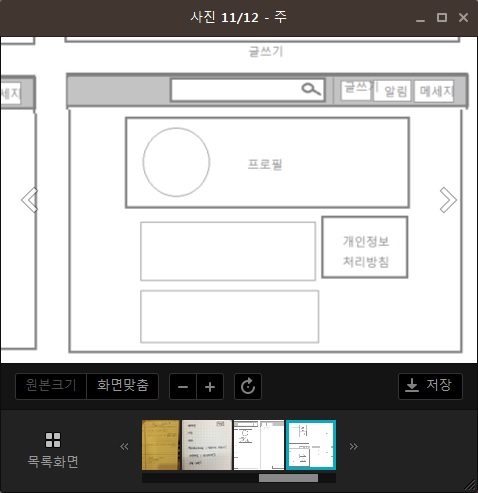 사진 11/12 - 주
글쓰기
세지
글쓰기 알림 메세지
프로필
개인정보
처리방침
원본크기 화면맞춤 저장
목록화면